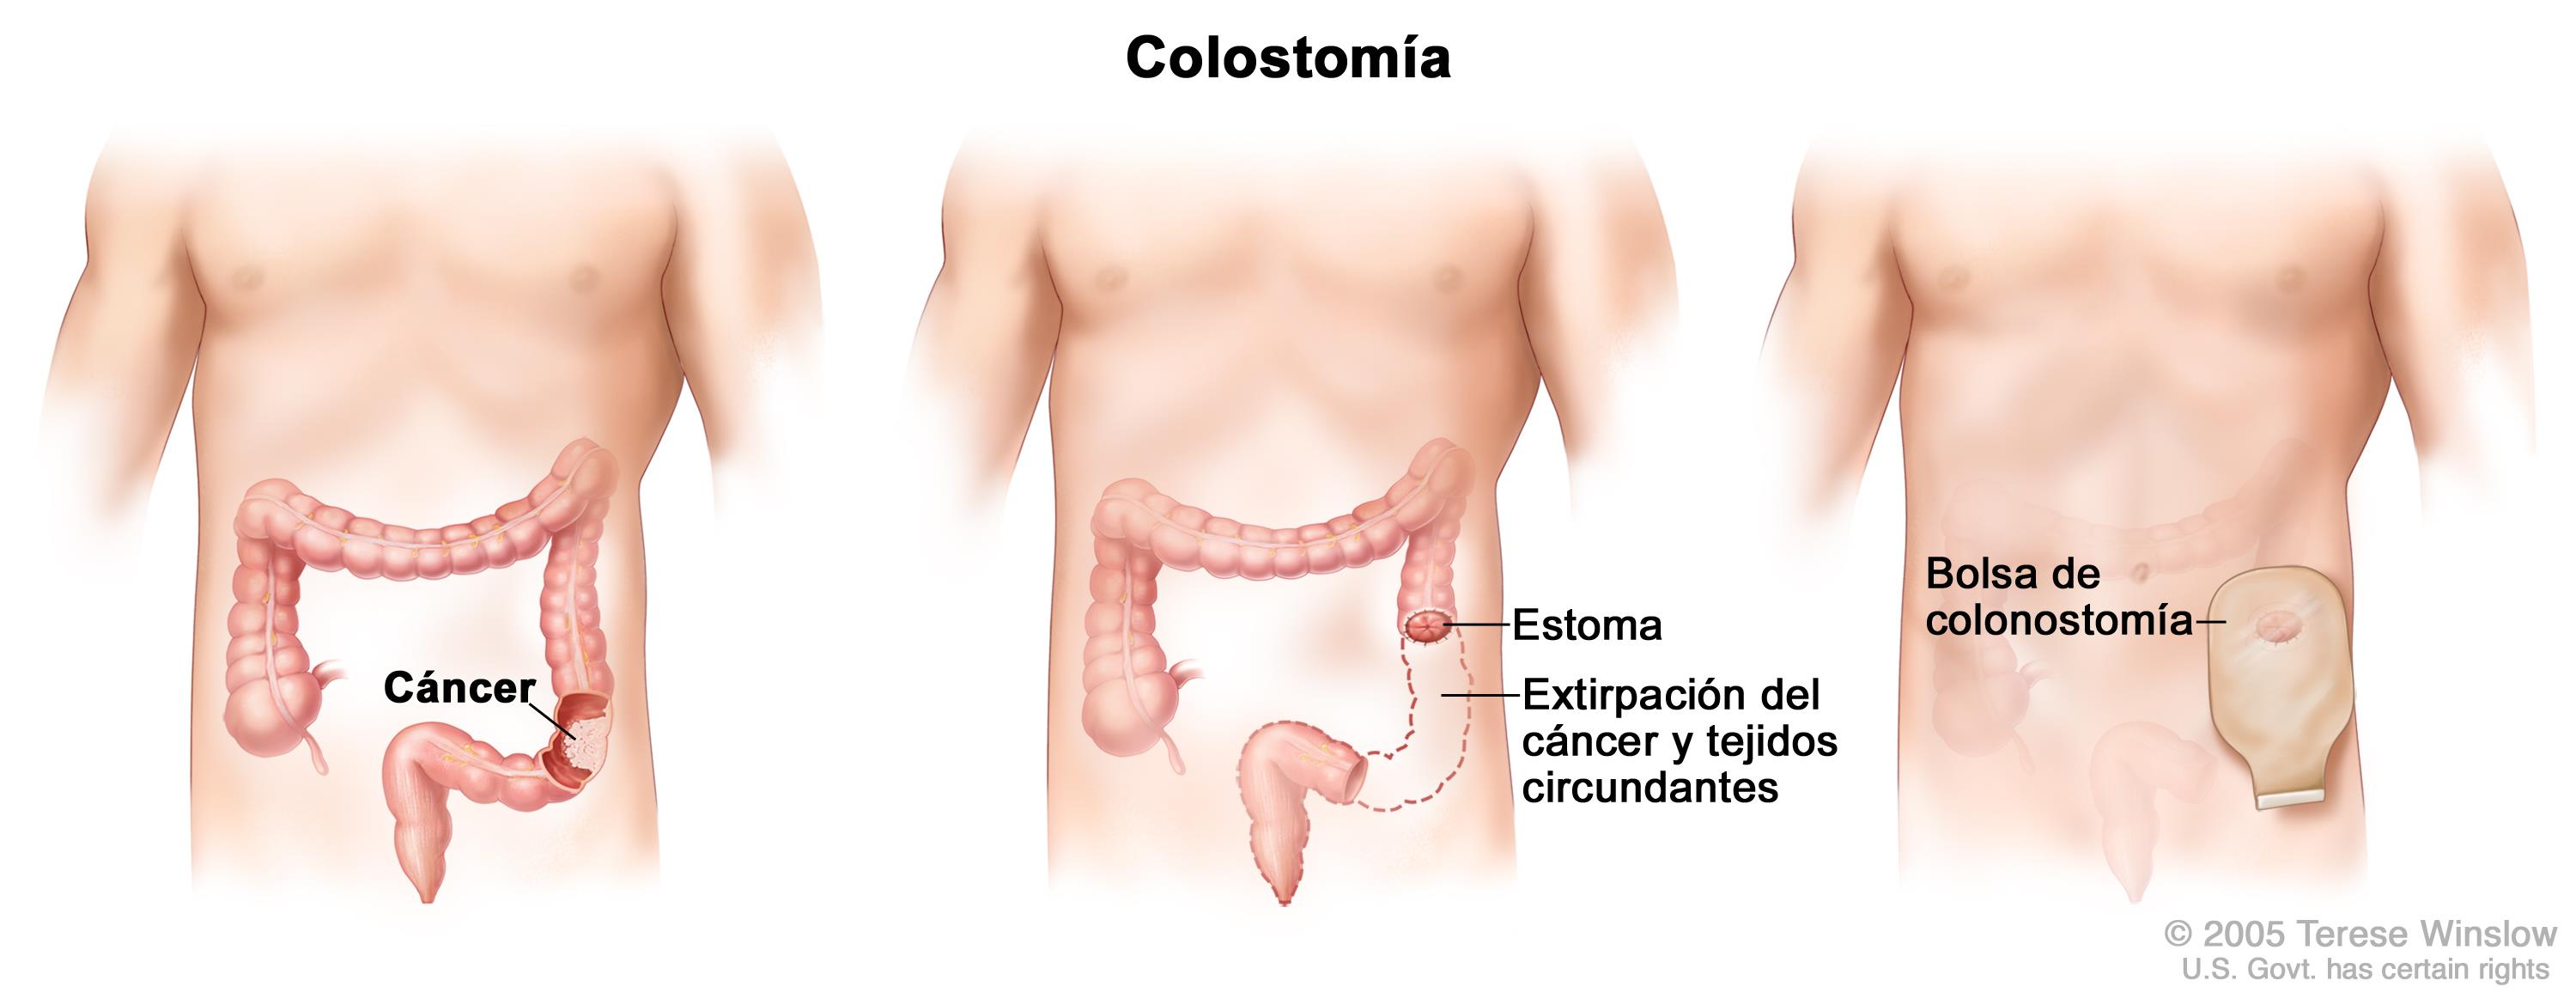 Colostomía
Cáncer
Estoma
Extirpación del
cáncer y tejidos
circundantes
Bolsa de
colonostomía
© 2005 Terese Winslow
U.S. Govt. has certain rights